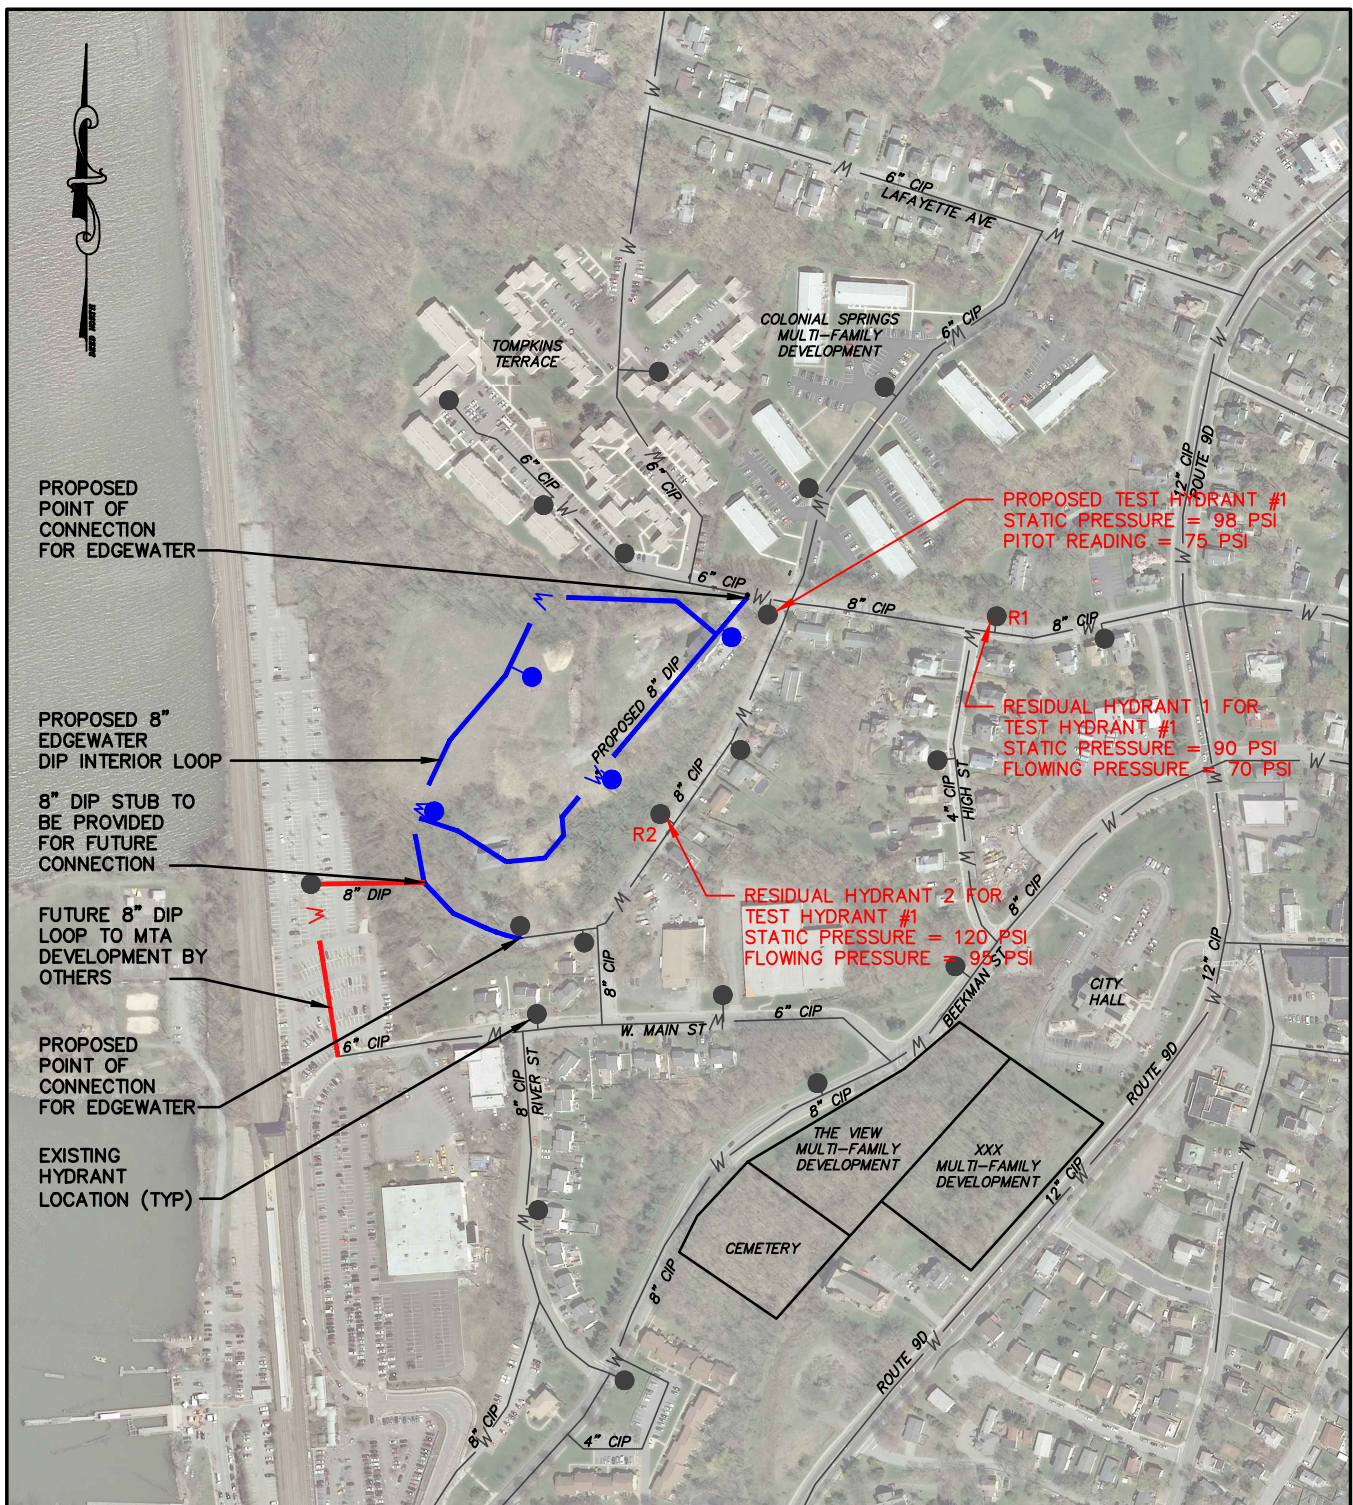 DEED NORTH
W
W
M
6" CIP
LAFAYETTE AVE
M
W
TOMPKINS
TERRACE
COLONIAL SPRINGS
MULTI-FAMILY
DEVELOPMENT
6" CIP
M
W
12" CIP
ROUTE 9D
W
6" CIP
W
M
6" CIP
W
6" CIP
W
8" CIP
8" CIP
W
W
PROPOSED
POINT OF
CONNECTION
FOR EDGEWATER
PROPOSED TEST HYDRANT #1
STATIC PRESSURE = 98 PSI
PITOT READING = 75 PSI
R1
M
W
PROPOSED 8" DIP
W
M
RESIDUAL HYDRANT 1 FOR
TEST HYDRANT #1
STATIC PRESSURE = 90 PSI
FLOWING PRESSURE = 70 PSI
PROPOSED 8"
EDGEWATER
DIP INTERIOR LOOP
M
8" CIP
R2
4" CIP
HIGH ST
M
W
W
8" DIP STUB TO
BE PROVIDED
FOR FUTURE
CONNECTION
8" DIP
W
M
8" CIP
RESIDUAL HYDRANT 2 FOR
TEST HYDRANT #1
STATIC PRESSURE = 120 PSI
FLOWING PRESSURE = 95 PSI
FUTURE 8" DIP
LOOP TO MTA
DEVELOPMENT BY
OTHERS
8" CIP
BEEKMAN ST
CITY
HALL
12" CIP
W
6" CIP
M
W. MAIN ST
M
6" CIP
M
PROPOSED
POINT OF
CONNECTION
FOR EDGEWATER
8" CIP
RIVER ST
8" CIP
ROUTE 9D
THE VIEW
MULTI-FAMILY
DEVELOPMENT
XXX
MULTI-FAMILY
DEVELOPMENT
12" CIP
W
M
W
EXISTING
HYDRANT
LOCATION (TYP)
M
CEMETERY
8" CIP
W
W
ROUTE 9D
8" CIP
W
4" CIP